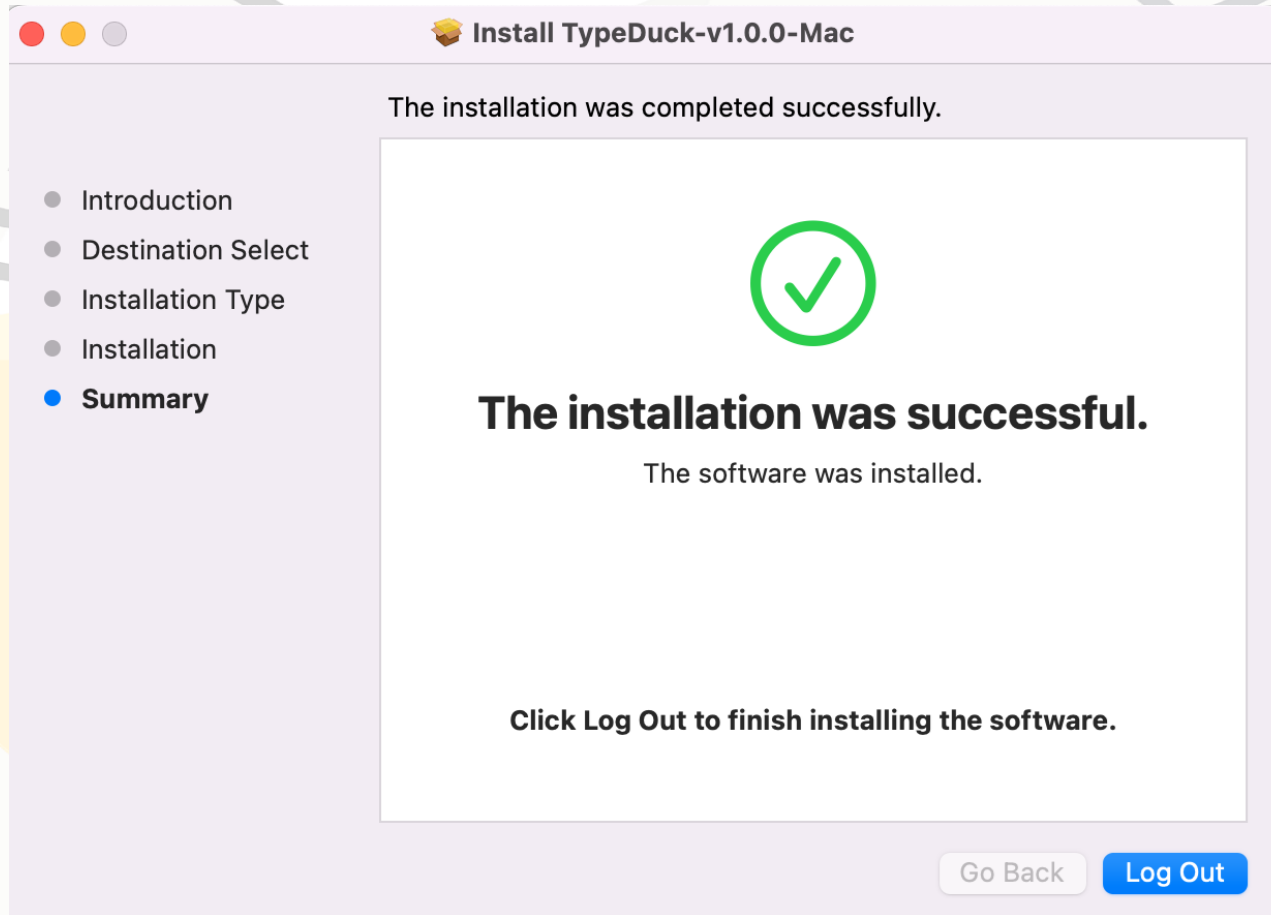 Install TypeDuck-v1.0.0-Mac
The installation was completed successfully.
Introduction
Destination Select
Installation Type
Installation
Summary
The installation was successful.
The software was installed.
Click Log Out to finish installing the software.
Go Back
Log Out